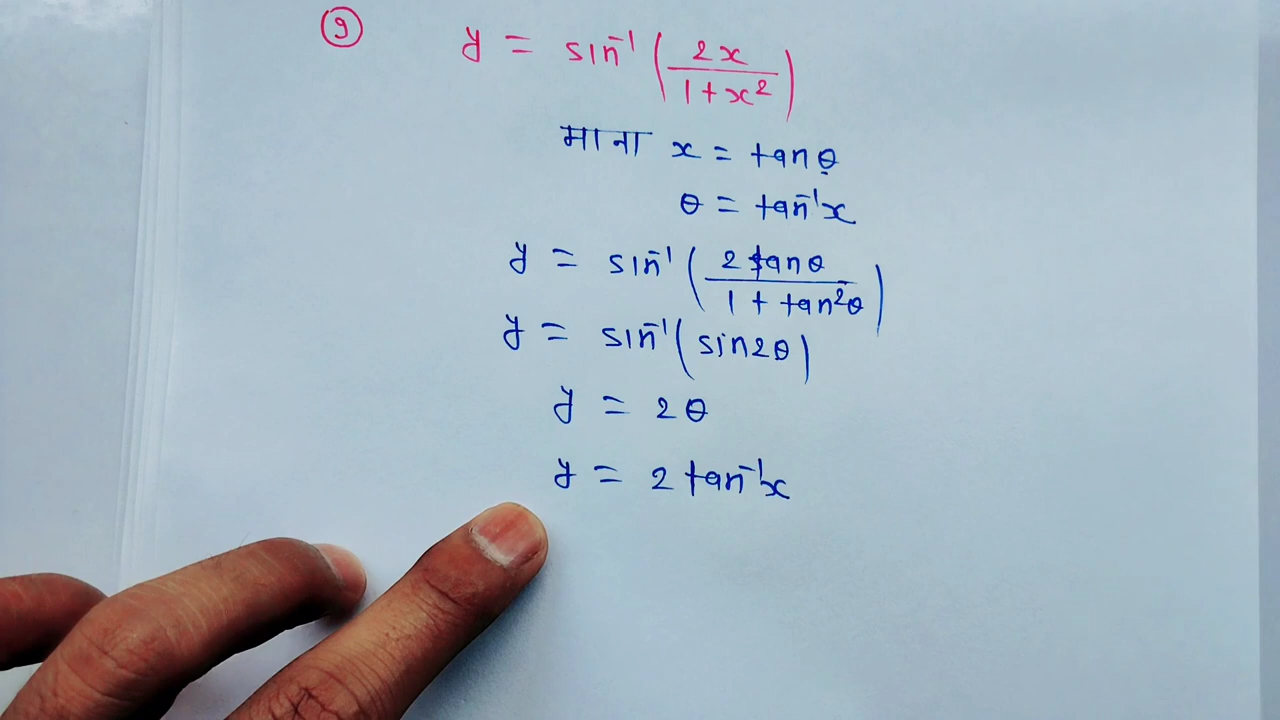 9 y = sin⁻¹(2x/(1+x²))
माना x = tanθ
θ = tan⁻¹x
y = sin⁻¹(2tanθ/(1+tan²θ))
y = sin⁻¹(sin2θ)
y = 2θ
y = 2tan⁻¹x